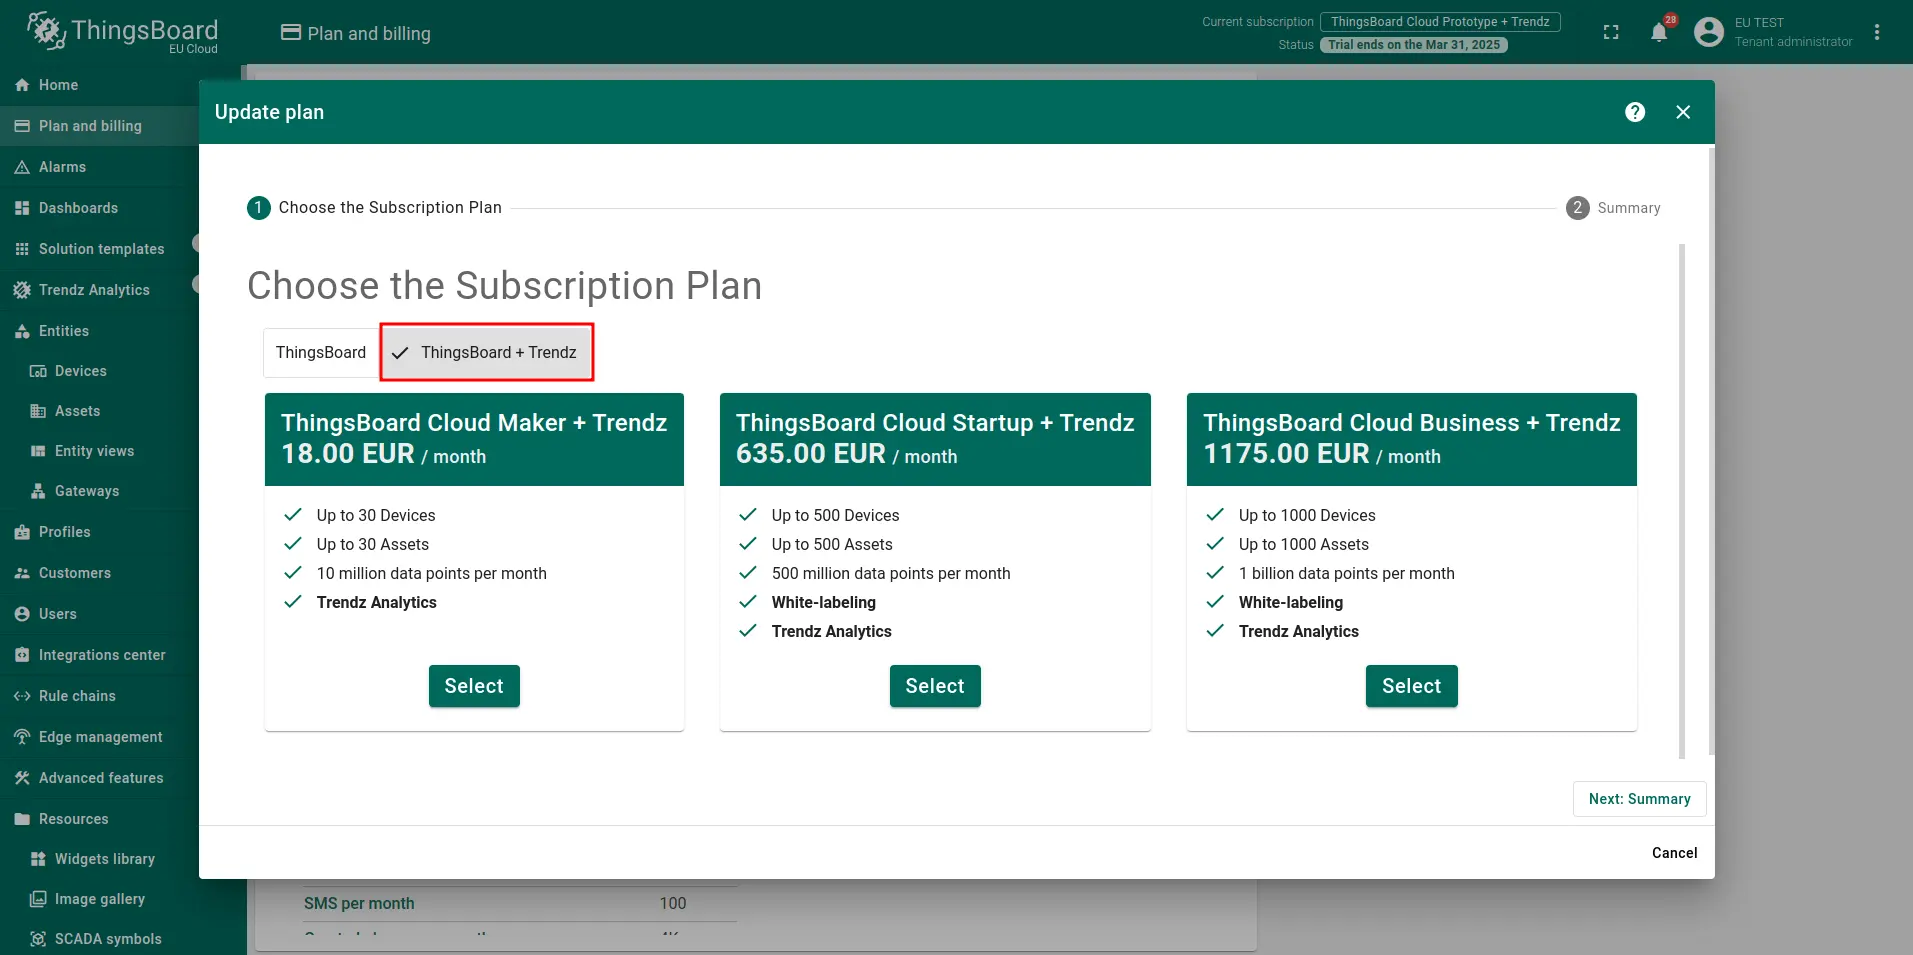 ThingsBoard
EU Cloud
Plan and billing
Current subscription ThingsBoard Cloud Prototype + Trendz
Status Trial ends on the Mar 31, 2025
28
EU TEST
Tenant administrator
Home
Plan and billing
Alarms
Dashboards
Solution templates
Trendz Analytics
Entities
Devices
Assets
Entity views
Gateways
Profiles
Customers
Users
Integrations center
Rule chains
Edge management
Advanced features
Resources
Widgets library
Image gallery
SCADA symbols
Update plan
?
1 Choose the Subscription Plan
2 Summary
Choose the Subscription Plan
ThingsBoard
ThingsBoard + Trendz
ThingsBoard Cloud Maker + Trendz
18.00 EUR / month
Up to 30 Devices
Up to 30 Assets
10 million data points per month
Trendz Analytics
Select
ThingsBoard Cloud Startup + Trendz
635.00 EUR / month
Up to 500 Devices
Up to 500 Assets
500 million data points per month
White-labeling
Trendz Analytics
Select
ThingsBoard Cloud Business + Trendz
1175.00 EUR / month
Up to 1000 Devices
Up to 1000 Assets
1 billion data points per month
White-labeling
Trendz Analytics
Select
Next: Summary
Cancel
SMS per month 100